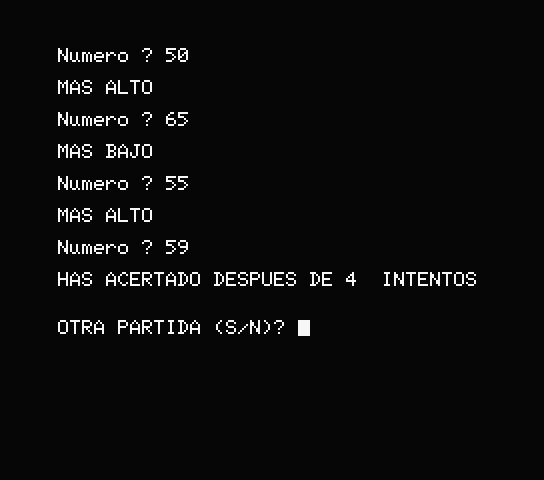 Numero ? 50
MAS ALTO
Numero ? 65
MAS BAJO
Numero ? 55
MAS ALTO
Numero ? 59
HAS ACERTADO DESPUES DE 4  INTENTOS
OTRA PARTIDA (S/N)?